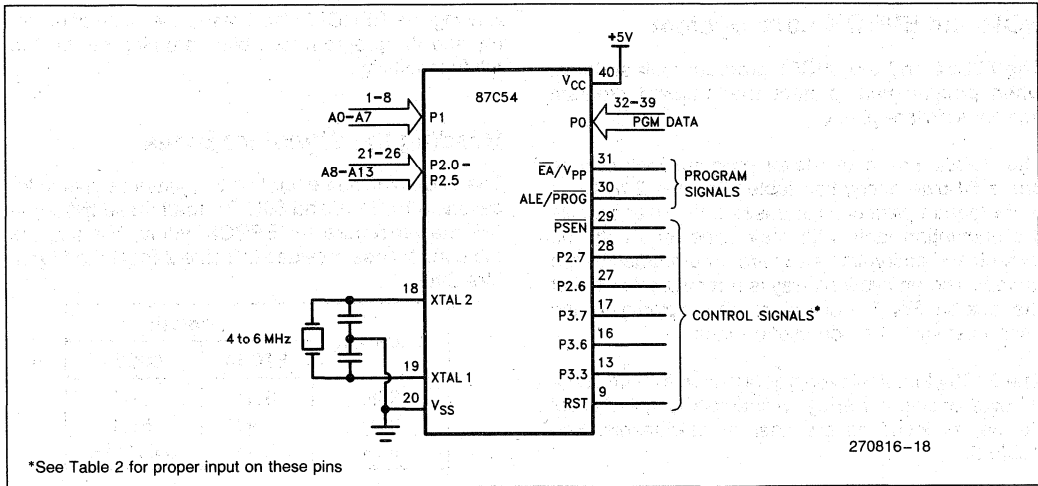 +5V
40
VCC
87C54
1-8
A0-A7
P1
32-39
P0
PGM DATA
21-26
A8-A13
P2.0-
P2.5
EA/VPP
31
PROGRAM
SIGNALS
ALE/PROG
30
PSEN
29
P2.7
28
P2.6
27
P3.7
17
CONTROL SIGNALS*
P3.6
16
P3.3
13
RST
9
18
XTAL 2
4 to 6 MHz
19
XTAL 1
20
VSS
270816-18
*See Table 2 for proper input on these pins